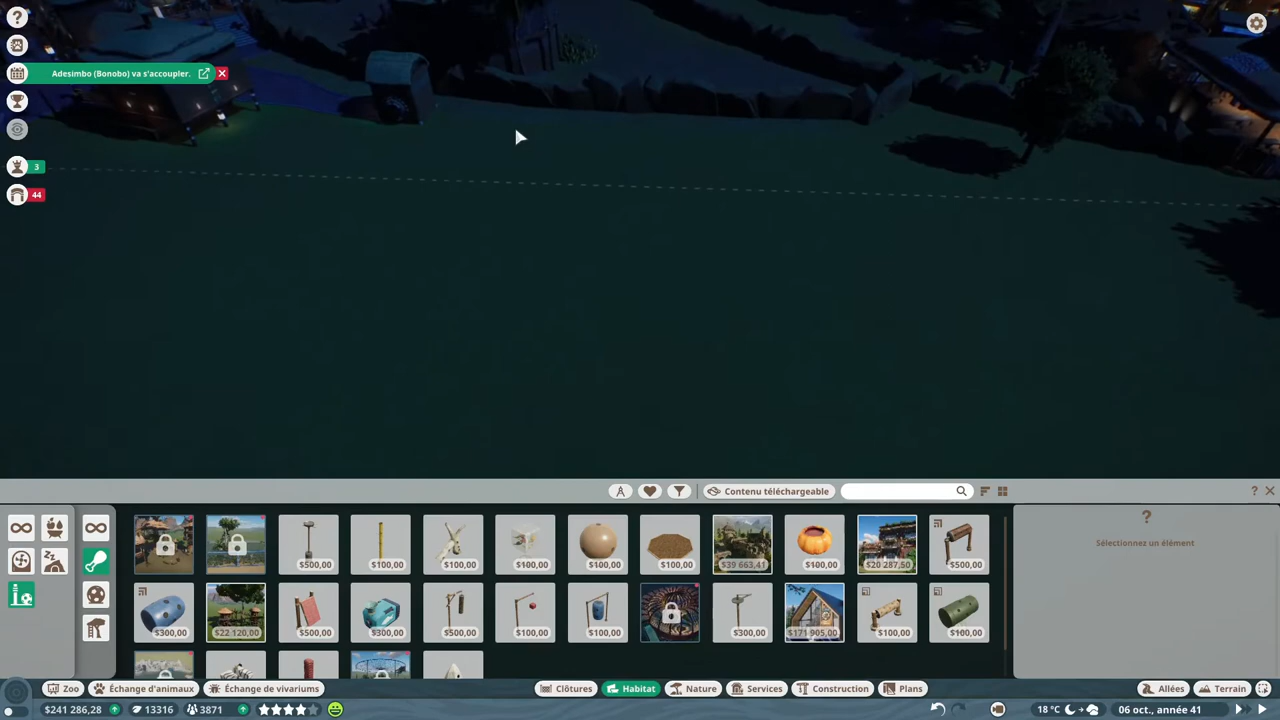 ?
Adesimbo (Bonobo) va s'accoupler.
3
44
Contenu téléchargeable
?
?
Sélectionnez un élément
$500,00
$100,00
$100,00
$100,00
$100,00
$100,00
$39 663,41
$100,00
$20 287,50
$500,00
$300,00
$22 120,00
$500,00
$300,00
$500,00
$100,00
$100,00
$300,00
$171 905,00
$100,00
$100,00
Zoo
Échange d'animaux
Échange de vivariums
Clôtures
Habitat
Nature
Services
Construction
Plans
Allées
Terrain
$241 286,28
13316
3871
18 °C
06 oct., année 41